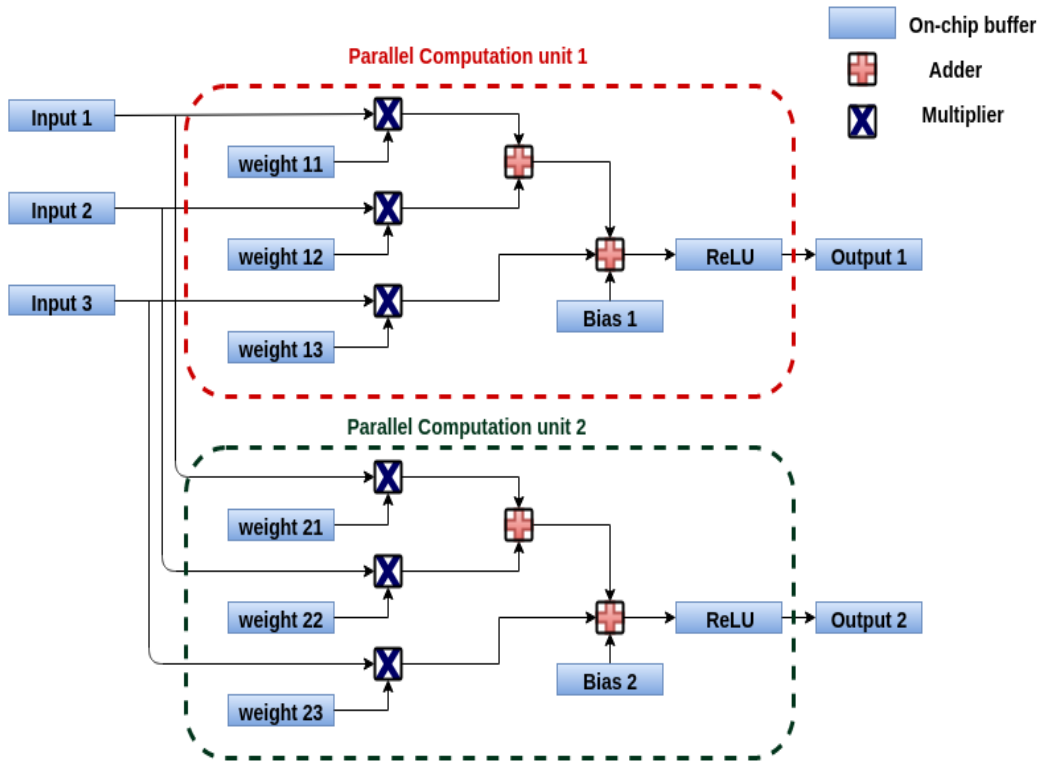 On-chip buffer
Adder
Multiplier
Parallel Computation unit 1
Input 1
weight 11
Input 2
weight 12
ReLU
Output 1
Input 3
Bias 1
weight 13
Parallel Computation unit 2
weight 21
weight 22
ReLU
Output 2
Bias 2
weight 23